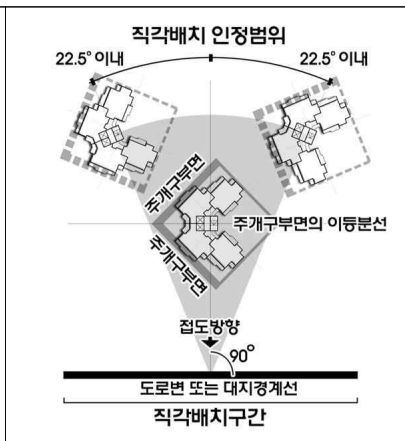 직각배치 인정범위
22.5° 이내
22.5° 이내
주개구부면
주개구부면의 이등분선
주개구부면
접도방향
90°
도로변 또는 대지경계선
직각배치구간